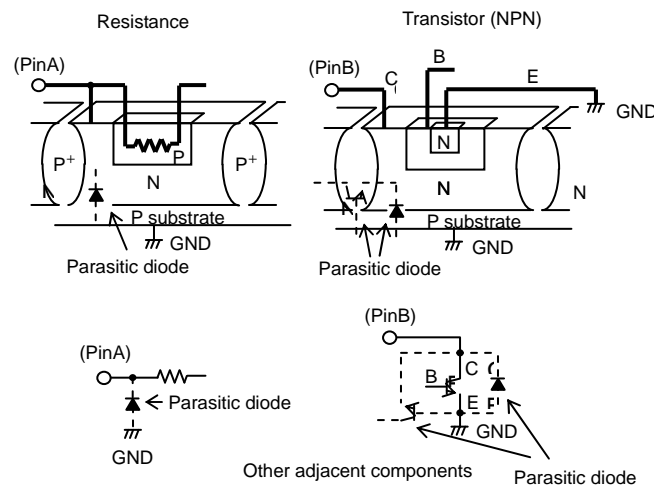 Resistance
Transistor (NPN)
(PinA)
(PinB)
C
B
E
GND
P+
P
P+
N
N
N
N
P substrate
P substrate
GND
GND
Parasitic diode
Parasitic diode
(PinB)
(PinA)
C
B
E
Parasitic diode
GND
GND
Other adjacent components
Parasitic diode